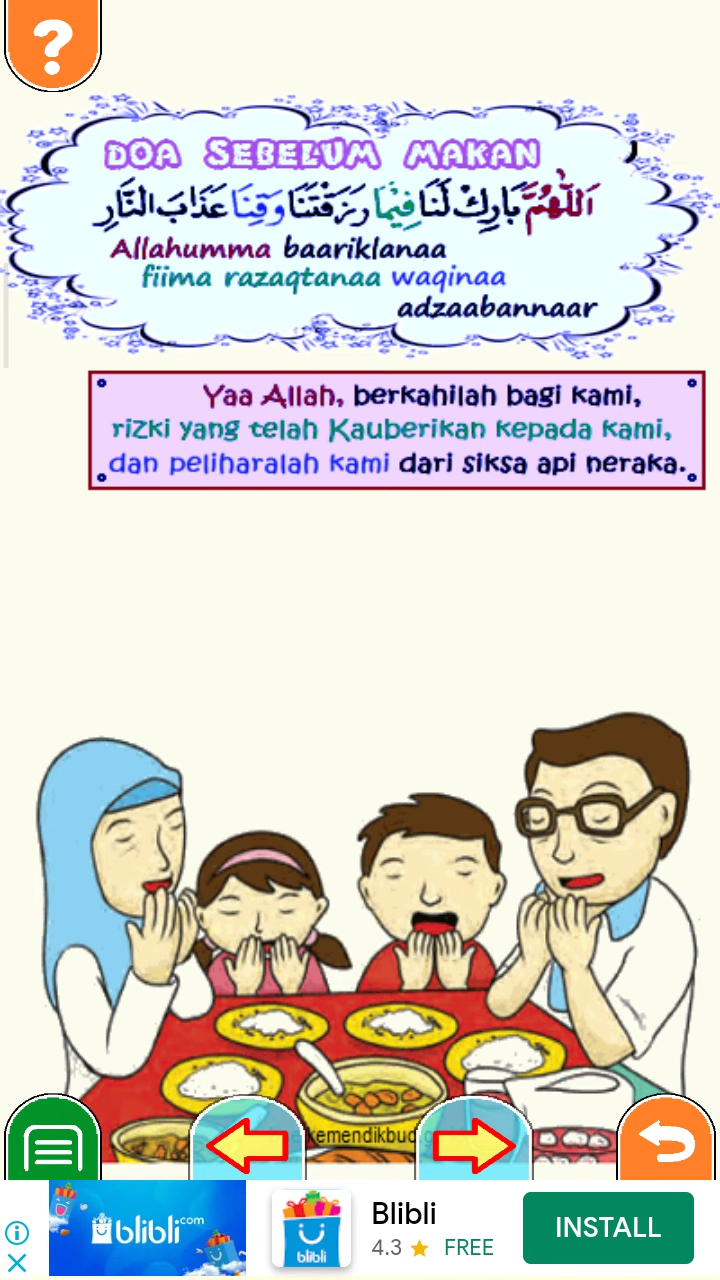 ?
DOA SEBELUM MAKAN
اَللّٰهُمَّ بَارِكْ لَنَا فِيْمَا رَزَقْتَنَا وَقِنَا عَذَابَ النَّارِ
Allahumma baariklanaa
fiima razaqtanaa waqinaa
adzaabannaar
Yaa Allah, berkahilah bagi kami,
rizki yang telah Kauberikan kepada kami,
dan peliharalah kami dari siksa api neraka.
kemendikbud.g
blibli.com
blibli
Blibli
4.3 ★ FREE
INSTALL